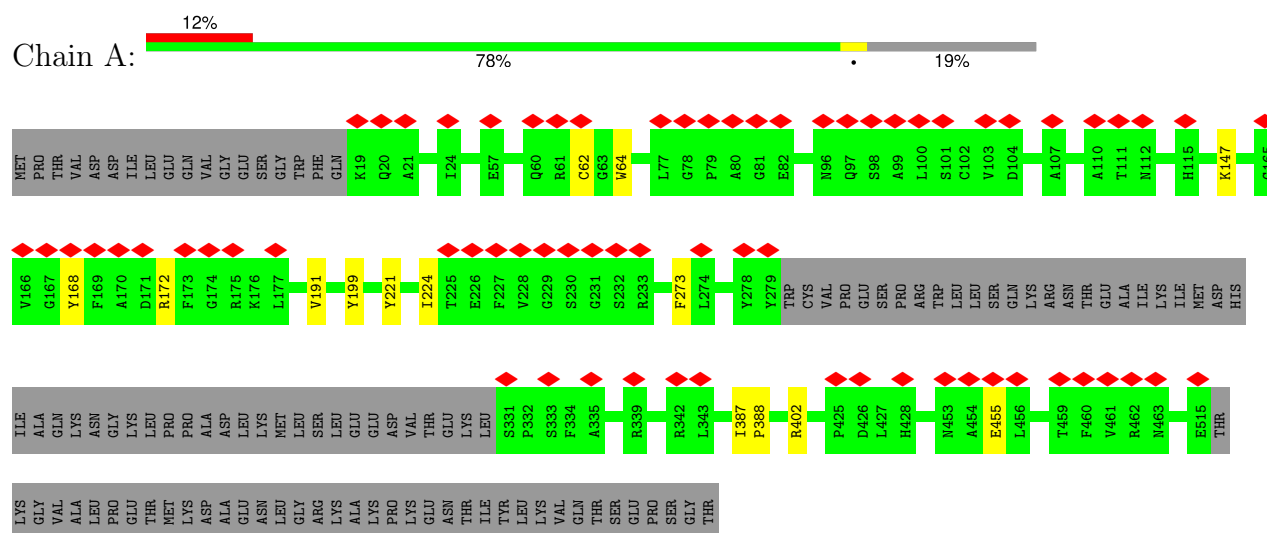 12%
Chain A:
78% • 19%
MET PRO THR VAL ASP ASP ILE LEU GLU GLN VAL GLY GLU SER GLY TRP PHE GLN K19 Q20 A21 I24 E57 Q60 R61 C62 G63 W64 L77 G78 P79 A80 G81 E82 N96 Q97 S98 A99 L100 S101 C102 V103 D104 A107 A110 T111 N112 H115 K147 G165
V166 G167 Y168 F169 A170 D171 R172 F173 G174 R175 K176 L177 V191 Y199 Y221 I224 T225 E226 F227 V228 G229 S230 G231 S232 R233 F273 L274 Y278 Y279 TRP CYS VAL PRO GLU SER PRO ARG TRP LEU LEU SER GLN LYS ARG ASN THR GLU ALA ILE LYS ILE MET ASP HIS
ILE ALA GLN LYS ASN GLY LYS LEU PRO PRO ALA ASP LEU LYS MET LEU SER LEU GLU GLU ASP VAL THR GLU LYS LEU S331 P332 S333 F334 A335 R339 R342 L343 I387 P388 R402 P425 D426 L427 H428 N453 A454 E455 L456 T459 F460 V461 R462 N463 E515 THR
LYS GLY VAL ALA LEU PRO GLU THR MET LYS ASP ALA GLU ASN LEU GLY ARG LYS ALA LYS PRO LYS GLU ASN THR ILE TYR LEU LYS VAL GLN THR SER GLU PRO SER GLY THR